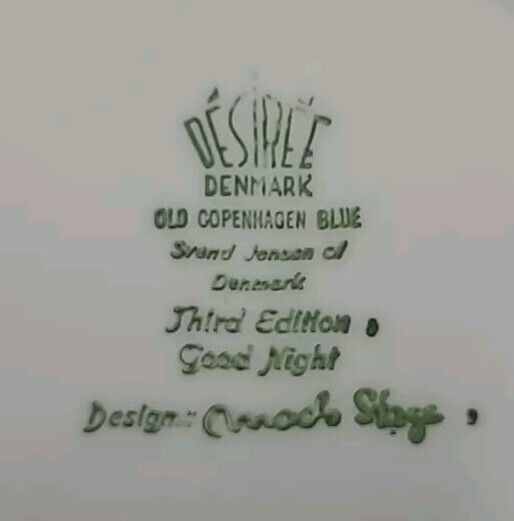 DÉSIRÉE
DENMARK
OLD COPENHAGEN BLUE
Svend Jensen of
Denmark
Third Edition
Good Night
Design: